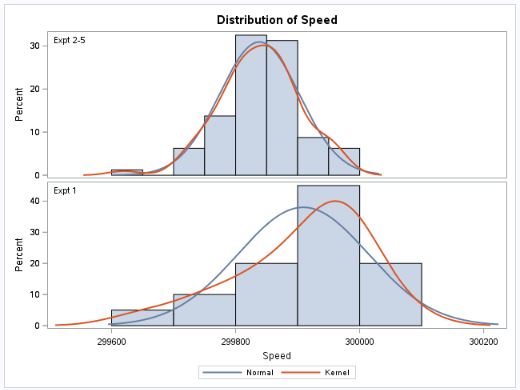 Distribution of Speed
Expt 2-5
30
20
10
0
Percent
Expt 1
40
30
20
10
0
Percent
299600 299800 300000 300200
Speed
Normal Kernel